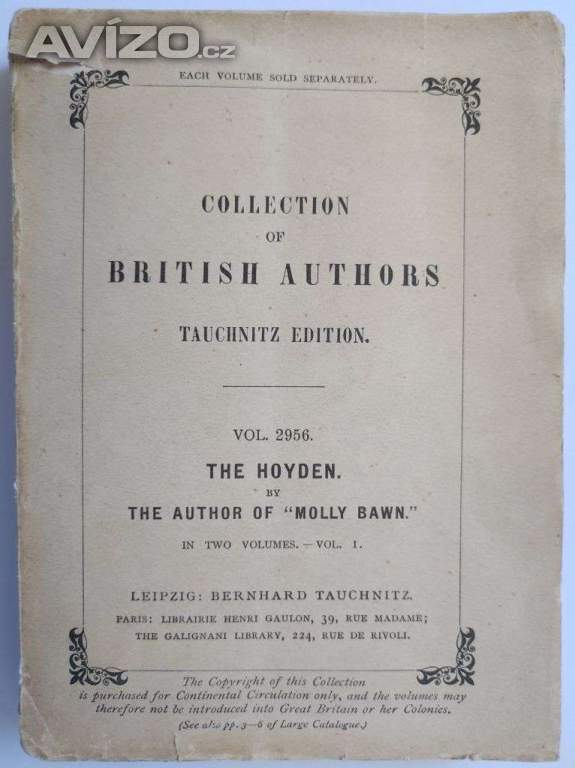 AVÍZO.cz
EACH VOLUME SOLD SEPARATELY.
COLLECTION
OF
BRITISH AUTHORS
TAUCHNITZ EDITION.
VOL. 2956.
THE HOYDEN.
BY
THE AUTHOR OF “MOLLY BAWN.”
IN TWO VOLUMES. — VOL. 1.
LEIPZIG: BERNHARD TAUCHNITZ.
PARIS: LIBRAIRIE HENRI GAULON, 39, RUE MADAME;
THE GALIGNANI LIBRARY, 224, RUE DE RIVOLI.
The Copyright of this Collection
is purchased for Continental Circulation only, and the volumes may
therefore not be introduced into Great Britain or her Colonies.
(See also pp. 3—6 of Large Catalogue.)